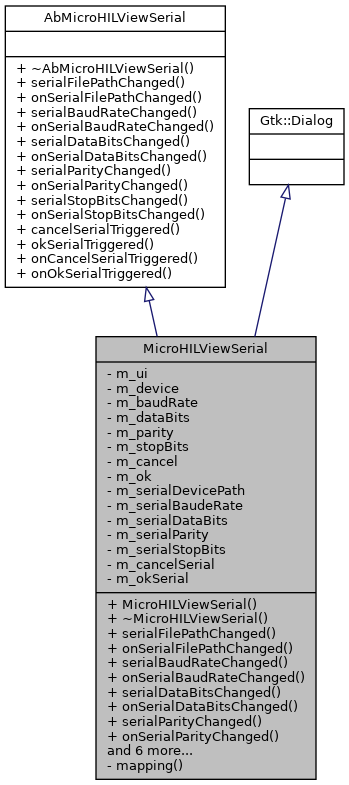 AbMicroHILViewSerial
+ ~AbMicroHILViewSerial()
+ serialFilePathChanged()
+ onSerialFilePathChanged()
+ serialBaudRateChanged()
+ onSerialBaudRateChanged()
+ serialDataBitsChanged()
+ onSerialDataBitsChanged()
+ serialParityChanged()
+ onSerialParityChanged()
+ serialStopBitsChanged()
+ onSerialStopBitsChanged()
+ cancelSerialTriggered()
+ okSerialTriggered()
+ onCancelSerialTriggered()
+ onOkSerialTriggered()
Gtk::Dialog
MicroHILViewSerial
- m_ui
- m_device
- m_baudRate
- m_dataBits
- m_parity
- m_stopBits
- m_cancel
- m_ok
- m_serialDevicePath
- m_serialBaudeRate
- m_serialDataBits
- m_serialParity
- m_serialStopBits
- m_cancelSerial
- m_okSerial
+ MicroHILViewSerial()
+ ~MicroHILViewSerial()
+ serialFilePathChanged()
+ onSerialFilePathChanged()
+ serialBaudRateChanged()
+ onSerialBaudRateChanged()
+ serialDataBitsChanged()
+ onSerialDataBitsChanged()
+ serialParityChanged()
+ onSerialParityChanged()
and 6 more...
- mapping()